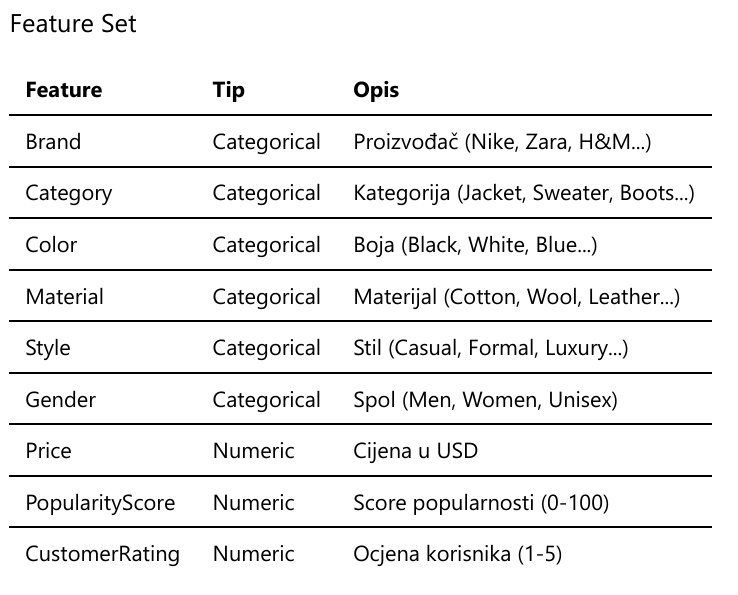 Feature Set
Feature Tip Opis
Brand Categorical Proizvođač (Nike, Zara, H&M...)
Category Categorical Kategorija (Jacket, Sweater, Boots...)
Color Categorical Boja (Black, White, Blue...)
Material Categorical Materijal (Cotton, Wool, Leather...)
Style Categorical Stil (Casual, Formal, Luxury...)
Gender Categorical Spol (Men, Women, Unisex)
Price Numeric Cijena u USD
PopularityScore Numeric Score popularnosti (0-100)
CustomerRating Numeric Ocjena korisnika (1-5)